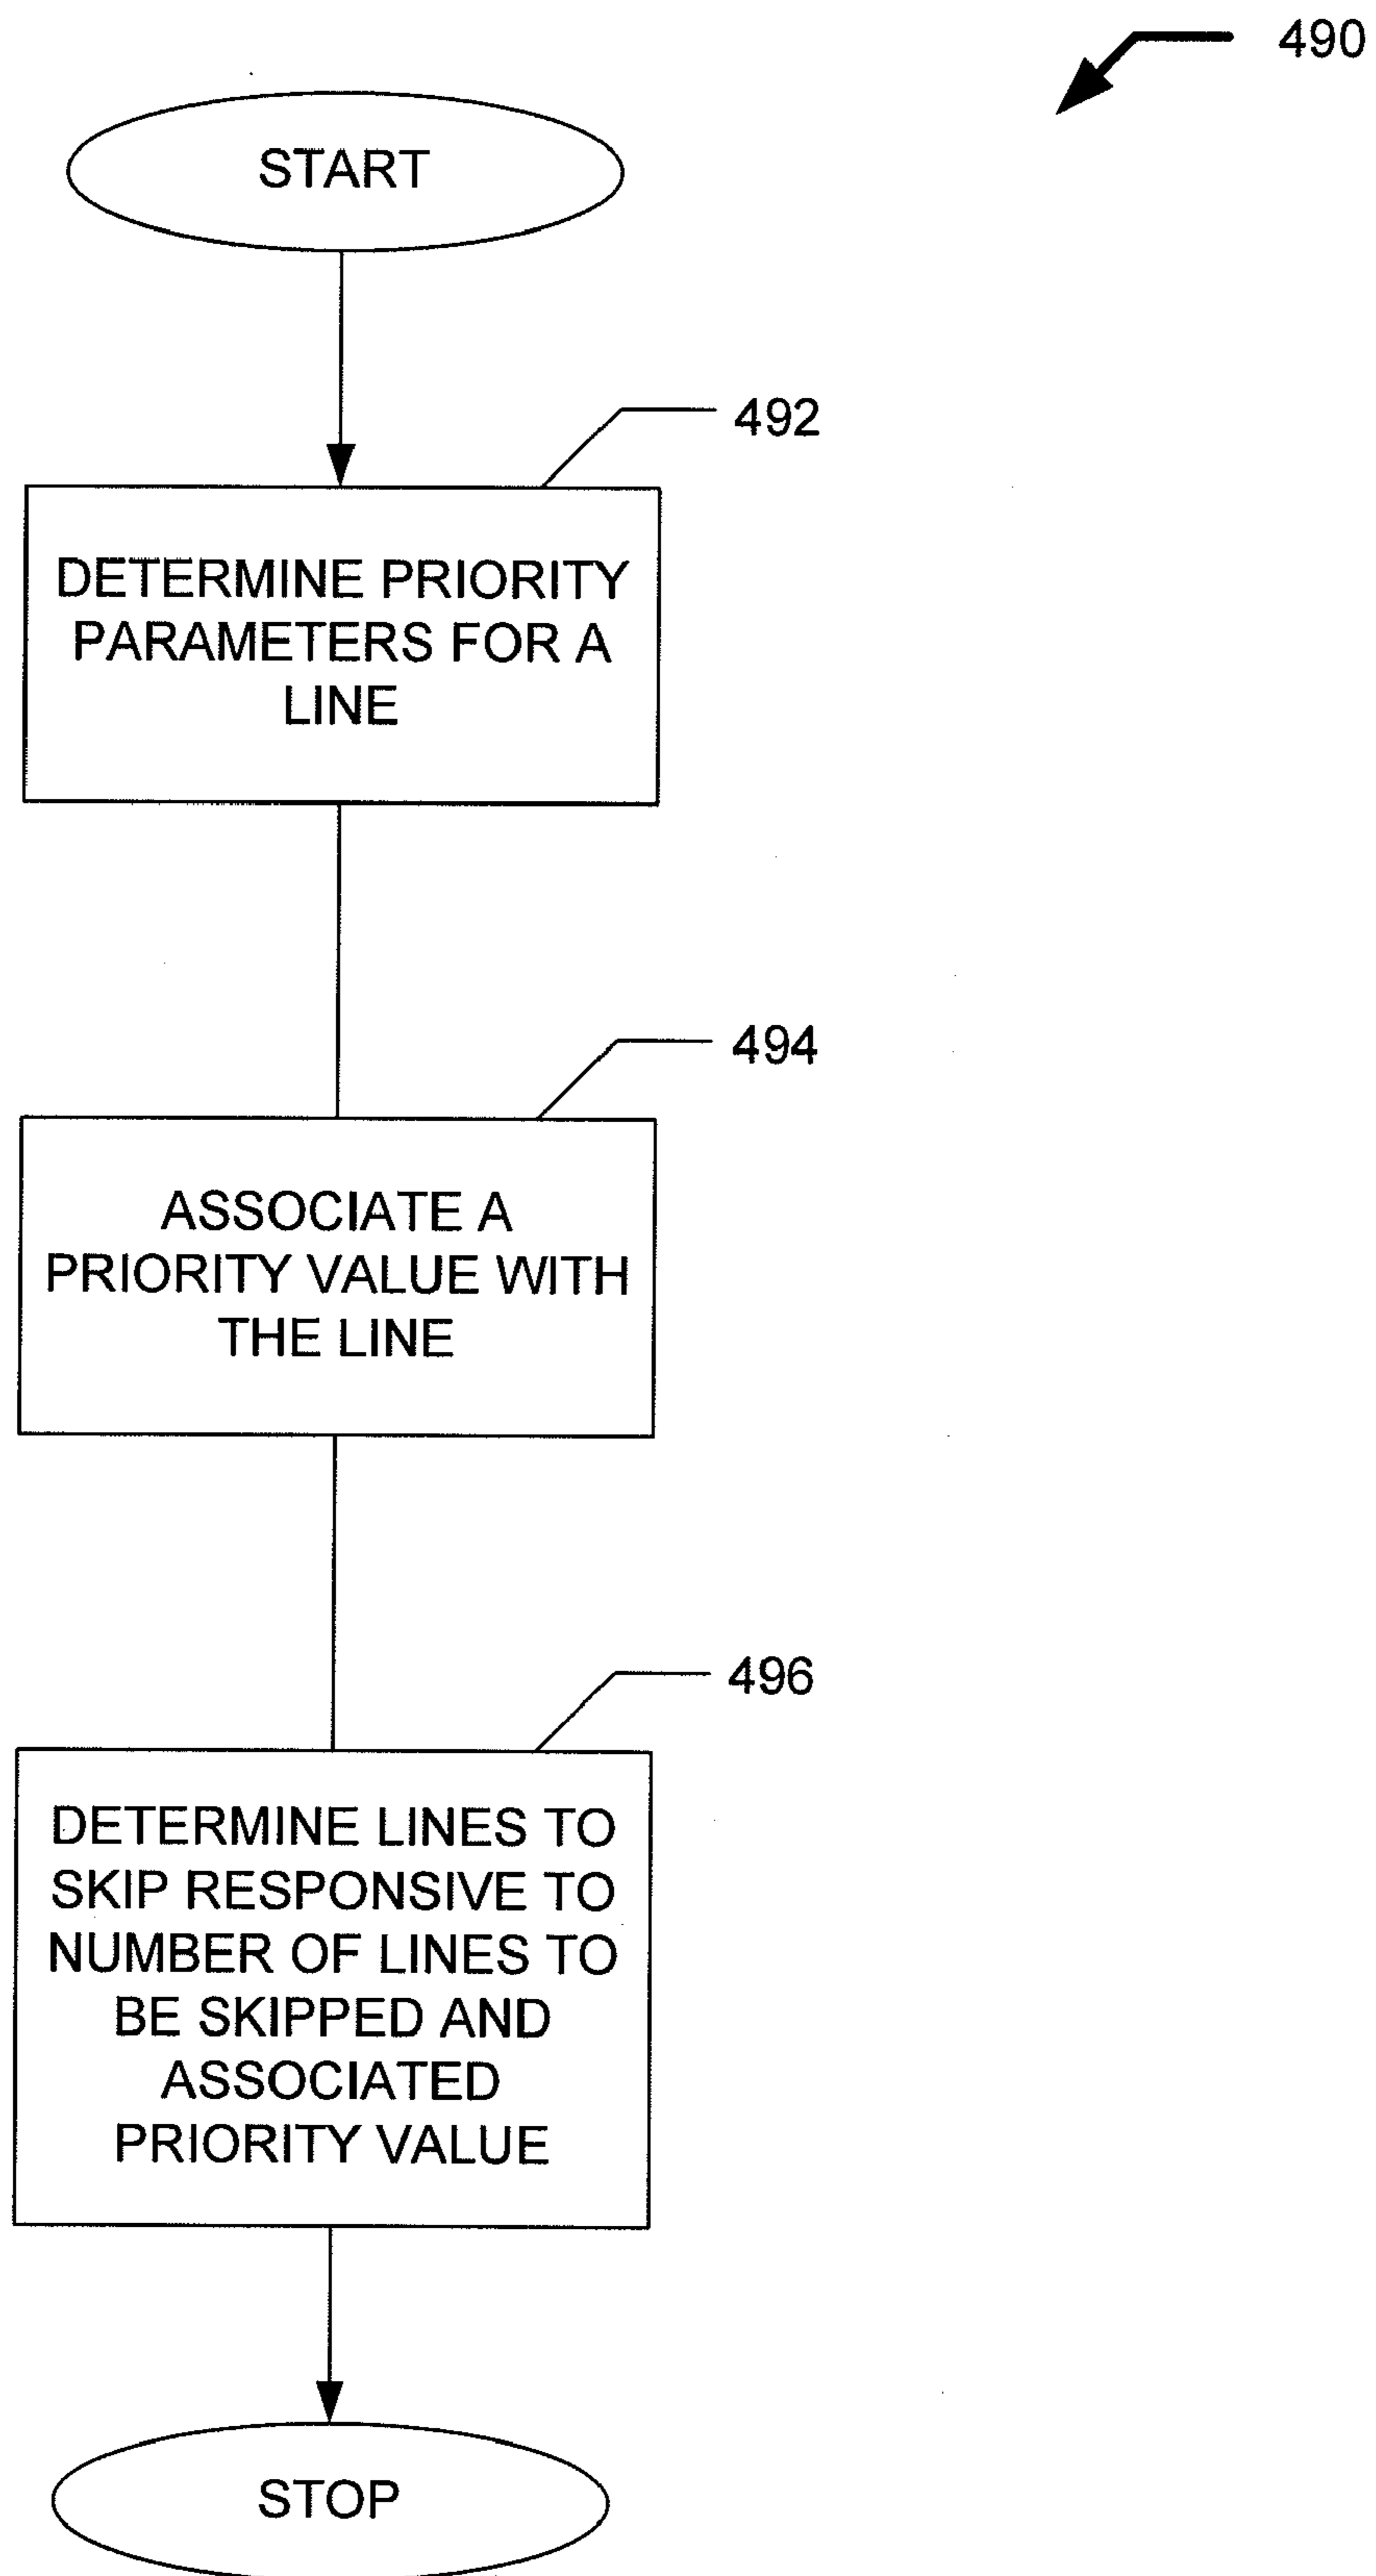 490
START
492
DETERMINE PRIORITY
PARAMETERS FOR A
LINE
494
ASSOCIATE A
PRIORITY VALUE WITH
THE LINE
496
DETERMINE LINES TO
SKIP RESPONSIVE TO
NUMBER OF LINES TO
BE SKIPPED AND
ASSOCIATED
PRIORITY VALUE
STOP